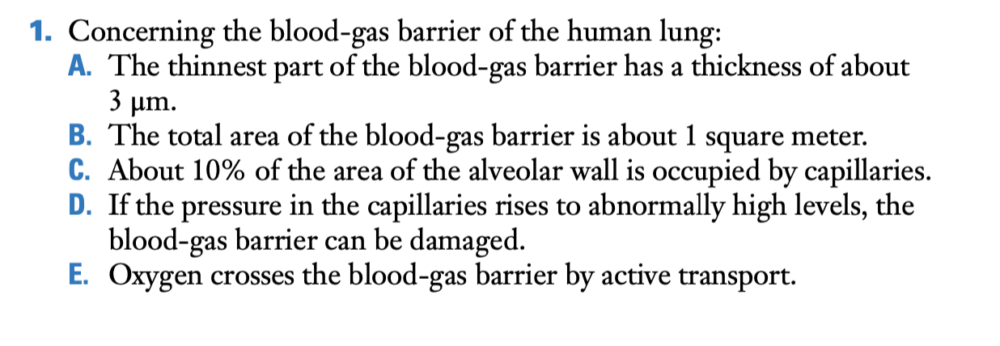 1. Concerning the blood-gas barrier of the human lung:
A. The thinnest part of the blood-gas barrier has a thickness of about
3 μm.
B. The total area of the blood-gas barrier is about 1 square meter.
C. About 10% of the area of the alveolar wall is occupied by capillaries.
D. If the pressure in the capillaries rises to abnormally high levels, the
blood-gas barrier can be damaged.
E. Oxygen crosses the blood-gas barrier by active transport.